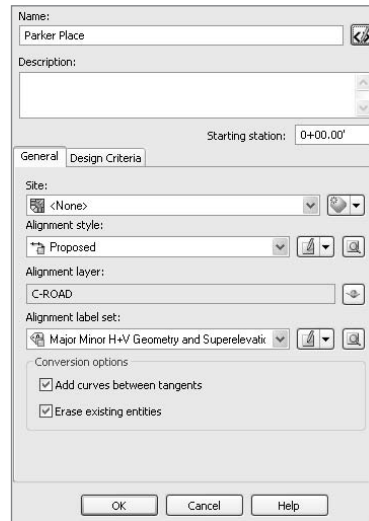 Name:
Parker Place
Description:
Starting station: 0+00.00'
General Design Criteria
Site:
<None>
Alignment style:
Proposed
Alignment layer:
C-ROAD
Alignment label set:
Major Minor H+V Geometry and Superelevatic
Conversion options
Add curves between tangents
Erase existing entities
OK Cancel Help